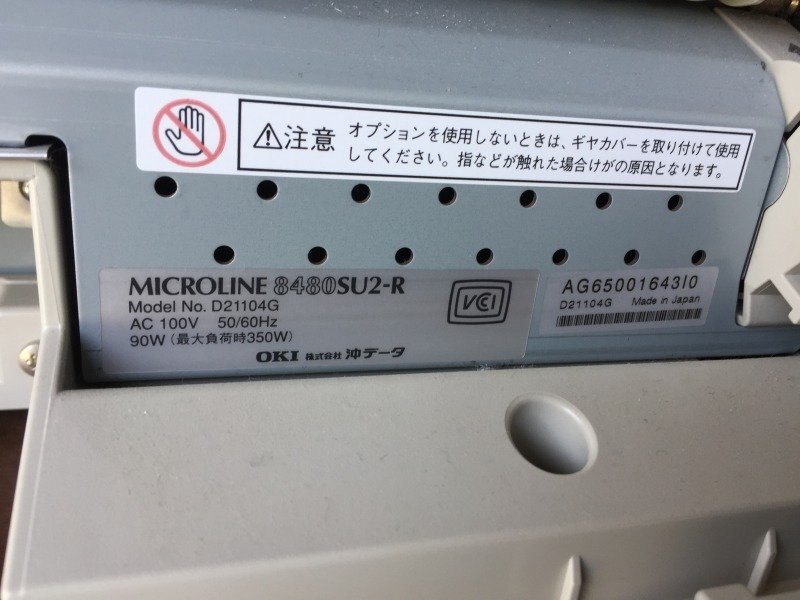 ⚠注意 オプションを使用しないときは、ギヤカバーを取り付けて使用
してください。指などが触れた場合けがの原因となります。
MICROLINE 8480SU2-R
Model No. D21104G
AC 100V 50/60Hz
90W (最大負荷時350W)
OKI 株式会社 沖データ
VCI
AG65001643I0
D21104G Made in Japan